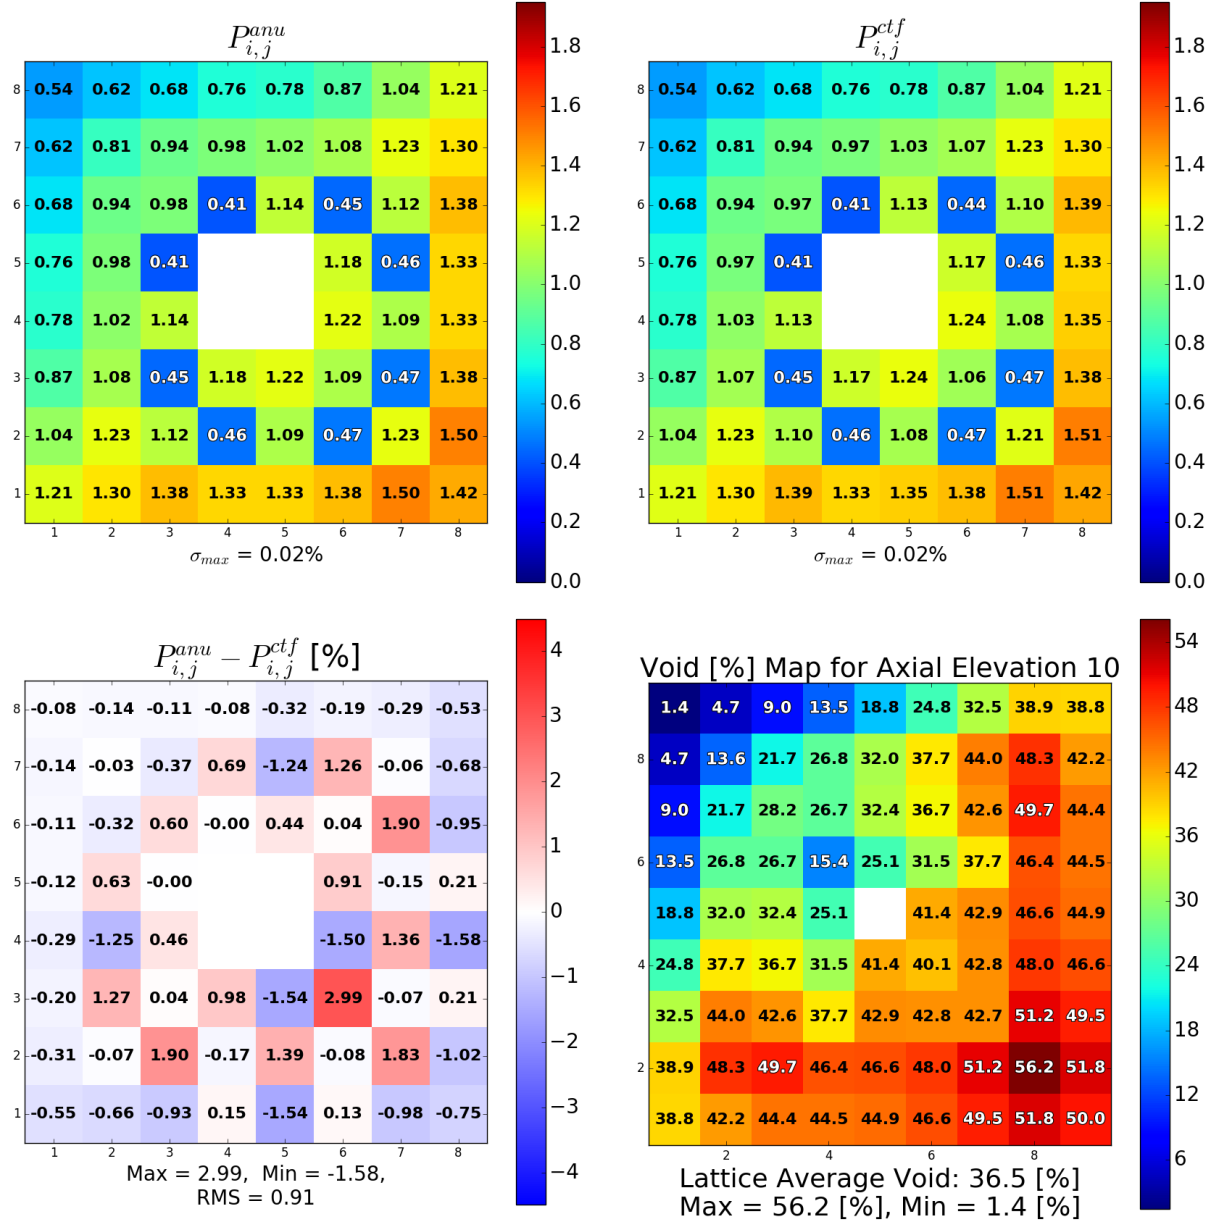 P_{i,j}^{anu}
8 0.54 0.62 0.68 0.76 0.78 0.87 1.04 1.21
7 0.62 0.81 0.94 0.98 1.02 1.08 1.23 1.30
6 0.68 0.94 0.98 0.41 1.14 0.45 1.12 1.38
5 0.76 0.98 0.41 1.18 0.46 1.33
4 0.78 1.02 1.14 1.22 1.09 1.33
3 0.87 1.08 0.45 1.18 1.22 1.09 0.47 1.38
2 1.04 1.23 1.12 0.46 1.09 0.47 1.23 1.50
1 1.21 1.30 1.38 1.33 1.33 1.38 1.50 1.42
1 2 3 4 5 6 7 8
σ_{max} = 0.02%
1.8
1.6
1.4
1.2
1.0
0.8
0.6
0.4
0.2
0.0
P_{i,j}^{ctf}
8 0.54 0.62 0.68 0.76 0.78 0.87 1.04 1.21
7 0.62 0.81 0.94 0.97 1.03 1.07 1.23 1.30
6 0.68 0.94 0.97 0.41 1.13 0.44 1.10 1.39
5 0.76 0.97 0.41 1.17 0.46 1.33
4 0.78 1.03 1.13 1.24 1.08 1.35
3 0.87 1.07 0.45 1.17 1.24 1.06 0.47 1.38
2 1.04 1.23 1.10 0.46 1.08 0.47 1.21 1.51
1 1.21 1.30 1.39 1.33 1.35 1.38 1.51 1.42
1 2 3 4 5 6 7 8
σ_{max} = 0.02%
1.8
1.6
1.4
1.2
1.0
0.8
0.6
0.4
0.2
0.0
P_{i,j}^{anu} − P_{i,j}^{ctf} [%]
8 -0.08 -0.14 -0.11 -0.08 -0.32 -0.19 -0.29 -0.53
7 -0.14 -0.03 -0.37 0.69 -1.24 1.26 -0.06 -0.68
6 -0.11 -0.32 0.60 -0.00 0.44 0.04 1.90 -0.95
5 -0.12 0.63 -0.00 0.91 -0.15 0.21
4 -0.29 -1.25 0.46 -1.50 1.36 -1.58
3 -0.20 1.27 0.04 0.98 -1.54 2.99 -0.07 0.21
2 -0.31 -0.07 1.90 -0.17 1.39 -0.08 1.83 -1.02
1 -0.55 -0.66 -0.93 0.15 -1.54 0.13 -0.98 -0.75
1 2 3 4 5 6 7 8
Max = 2.99, Min = -1.58,
RMS = 0.91
4
3
2
1
0
−1
−2
−3
−4
Void [%] Map for Axial Elevation 10
1.4 4.7 9.0 13.5 18.8 24.8 32.5 38.9 38.8
8 4.7 13.6 21.7 26.8 32.0 37.7 44.0 48.3 42.2
9.0 21.7 28.2 26.7 32.4 36.7 42.6 49.7 44.4
6 13.5 26.8 26.7 15.4 25.1 31.5 37.7 46.4 44.5
18.8 32.0 32.4 25.1 41.4 42.9 46.6 44.9
4 24.8 37.7 36.7 31.5 41.4 40.1 42.8 48.0 46.6
32.5 44.0 42.6 37.7 42.9 42.8 42.7 51.2 49.5
2 38.9 48.3 49.7 46.4 46.6 48.0 51.2 56.2 51.8
38.8 42.2 44.4 44.5 44.9 46.6 49.5 51.8 50.0
2 4 6 8
Lattice Average Void: 36.5 [%]
Max = 56.2 [%], Min = 1.4 [%]
54
48
42
36
30
24
18
12
6